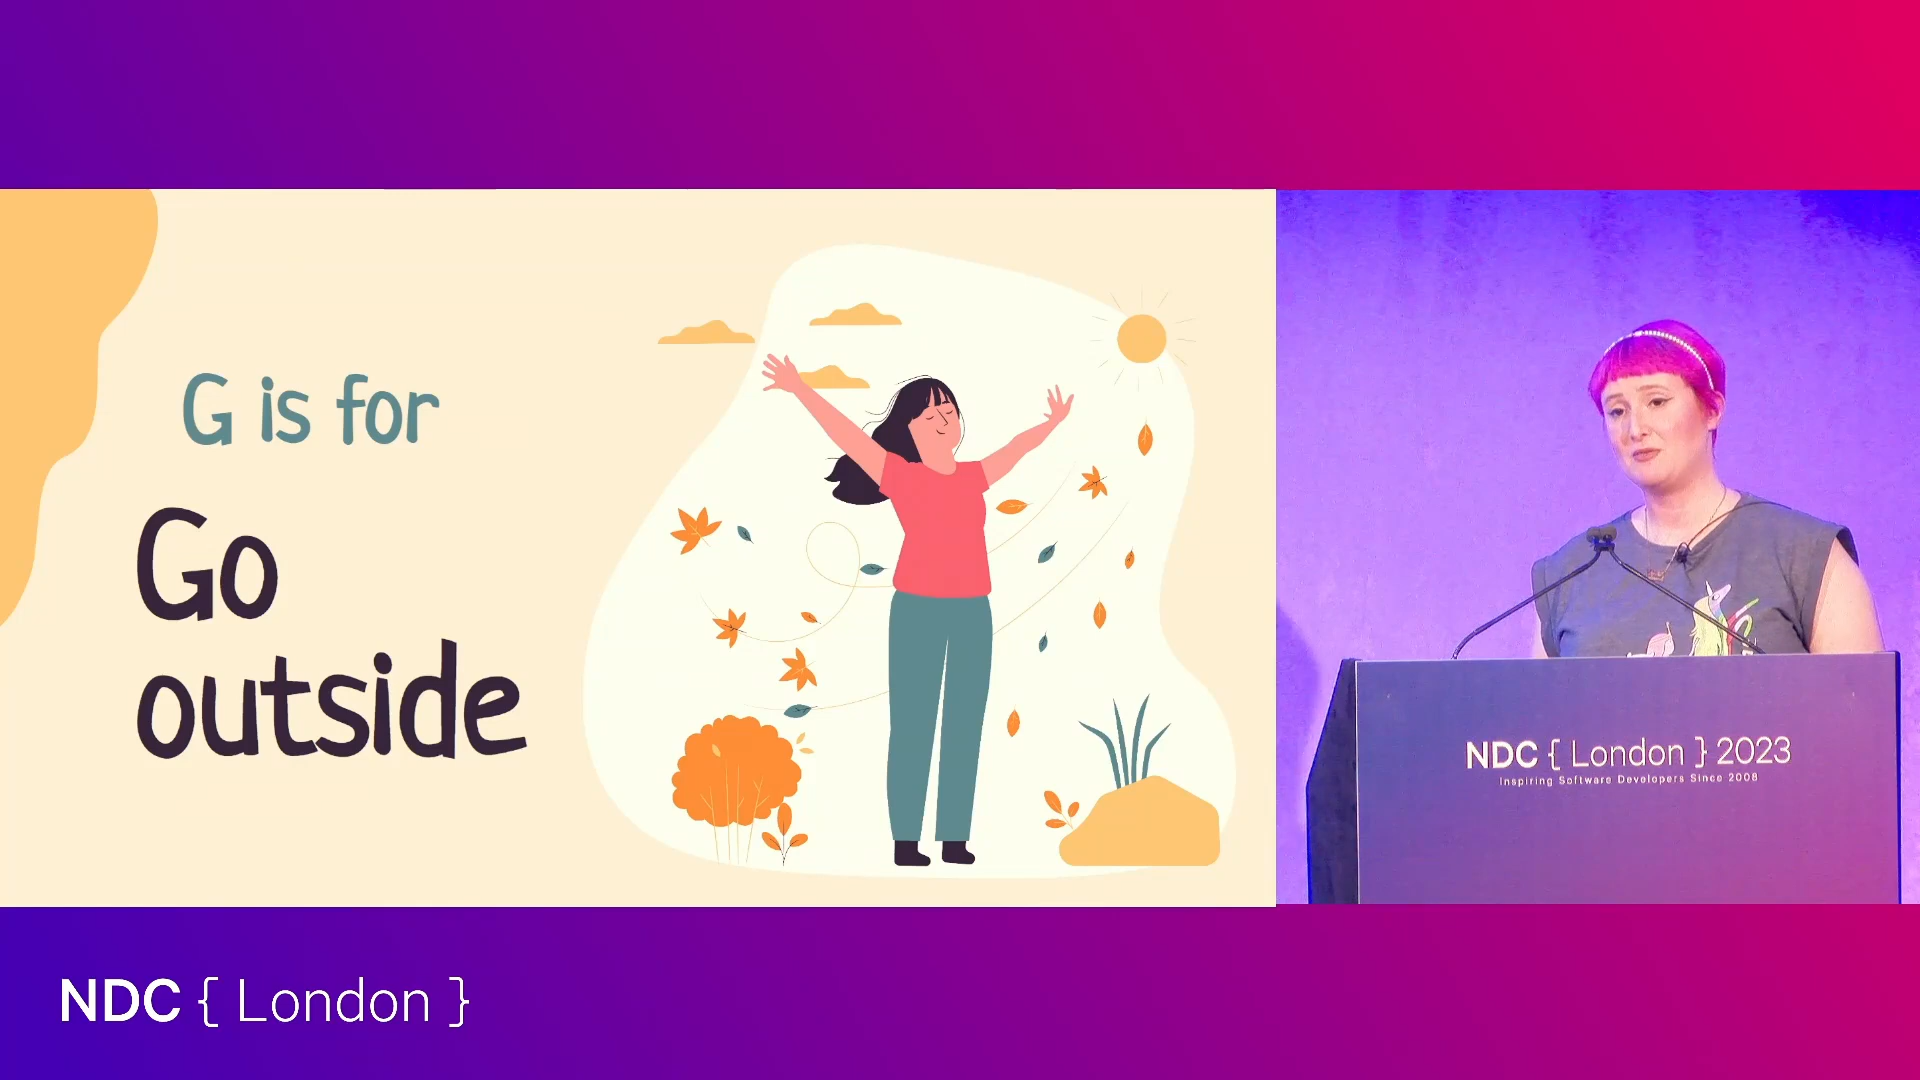 G is for
Go
outside
NDC { London } 2023
Inspiring Software Developers Since 2008
NDC { London }